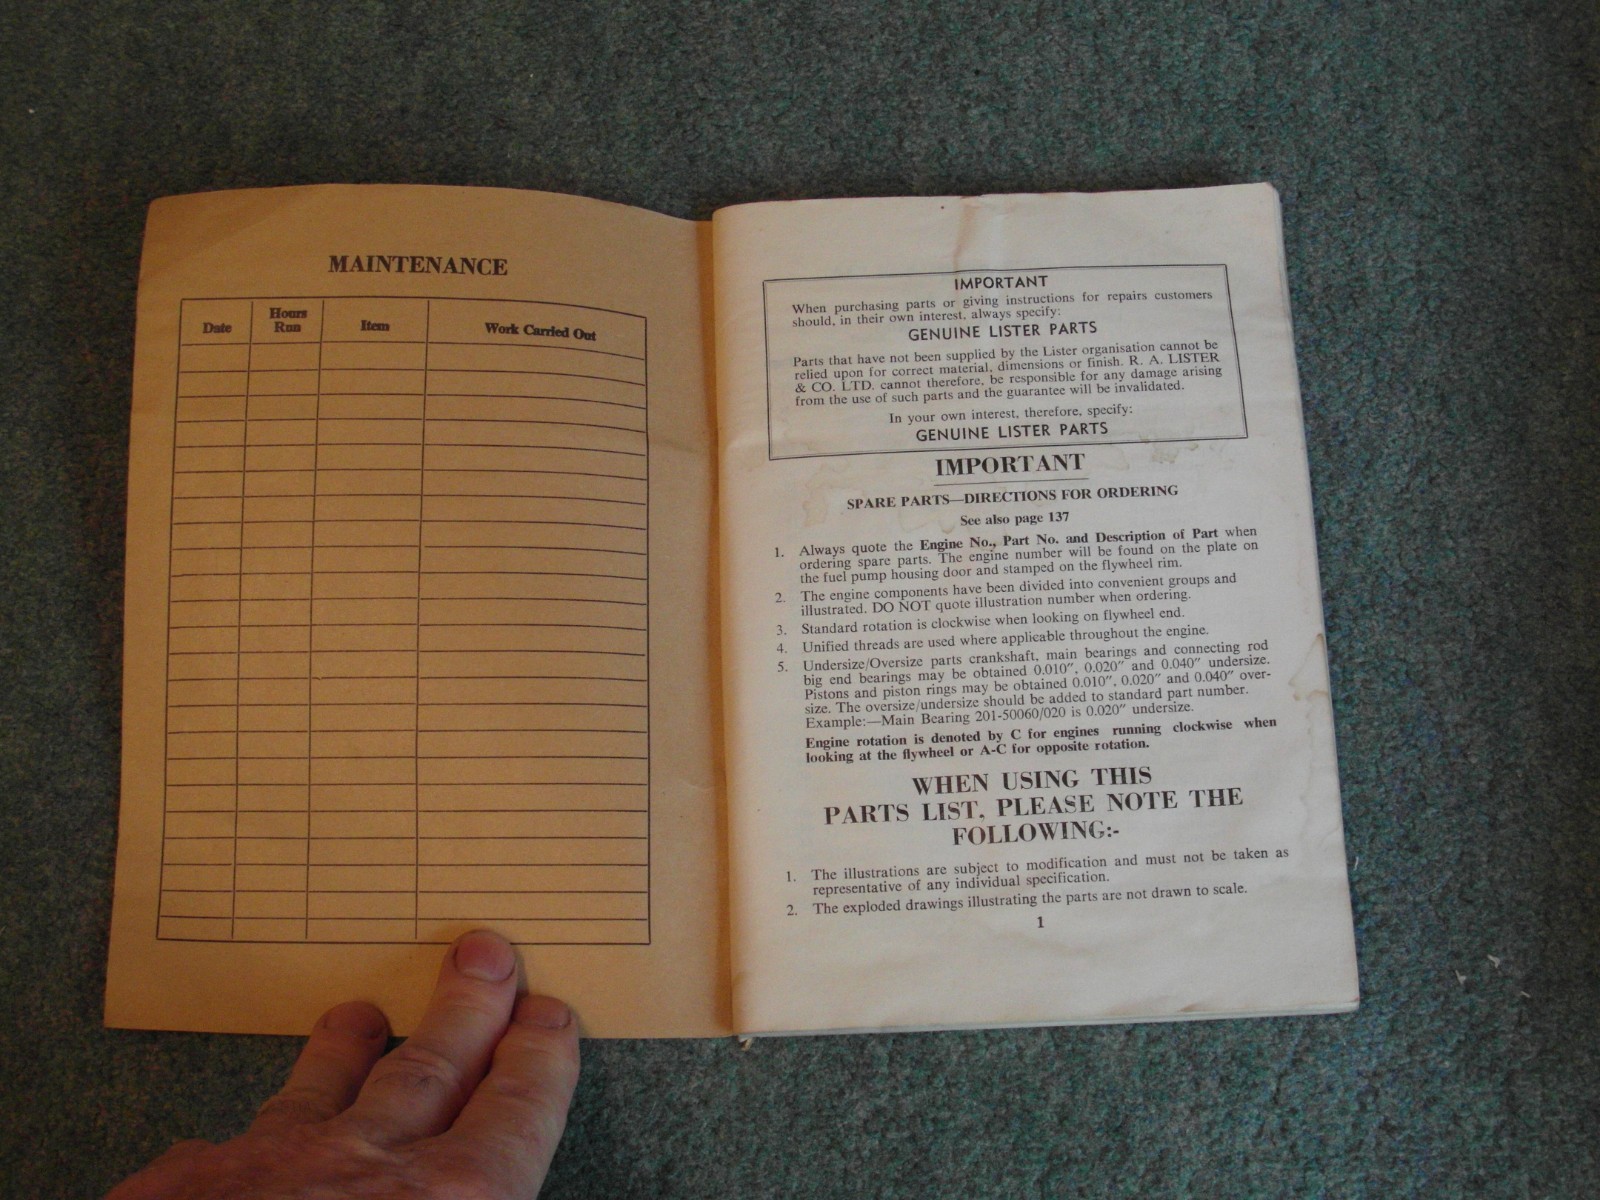 MAINTENANCE
Date
Hours
Run
Item
Work Carried Out
IMPORTANT
When purchasing parts or giving instructions for repairs customers
should, in their own interest, always specify:
GENUINE LISTER PARTS
Parts that have not been supplied by the Lister organisation cannot be
relied upon for correct material, dimensions or finish. R. A. LISTER
& CO. LTD. cannot therefore, be responsible for any damage arising
from the use of such parts and the guarantee will be invalidated.
In your own interest, therefore, specify:
GENUINE LISTER PARTS
IMPORTANT
SPARE PARTS—DIRECTIONS FOR ORDERING
See also page 137
1. Always quote the Engine No., Part No. and Description of Part when
ordering spare parts. The engine number will be found on the plate on
the fuel pump housing door and stamped on the flywheel rim.
2. The engine components have been divided into convenient groups and
illustrated. DO NOT quote illustration number when ordering.
3. Standard rotation is clockwise when looking on flywheel end.
4. Unified threads are used where applicable throughout the engine.
5. Undersize/Oversize parts crankshaft, main bearings and connecting rod
big end bearings may be obtained 0.010″, 0.020″ and 0.040″ undersize.
Pistons and piston rings may be obtained 0.010″, 0.020″ and 0.040″ over-
size. The oversize/undersize should be added to standard part number.
Example:—Main Bearing 201-50060/020 is 0.020″ undersize.
Engine rotation is denoted by C for engines running clockwise when
looking at the flywheel or A-C for opposite rotation.
WHEN USING THIS
PARTS LIST, PLEASE NOTE THE
FOLLOWING:-
1. The illustrations are subject to modification and must not be taken as
representative of any individual specification.
2. The exploded drawings illustrating the parts are not drawn to scale.
1